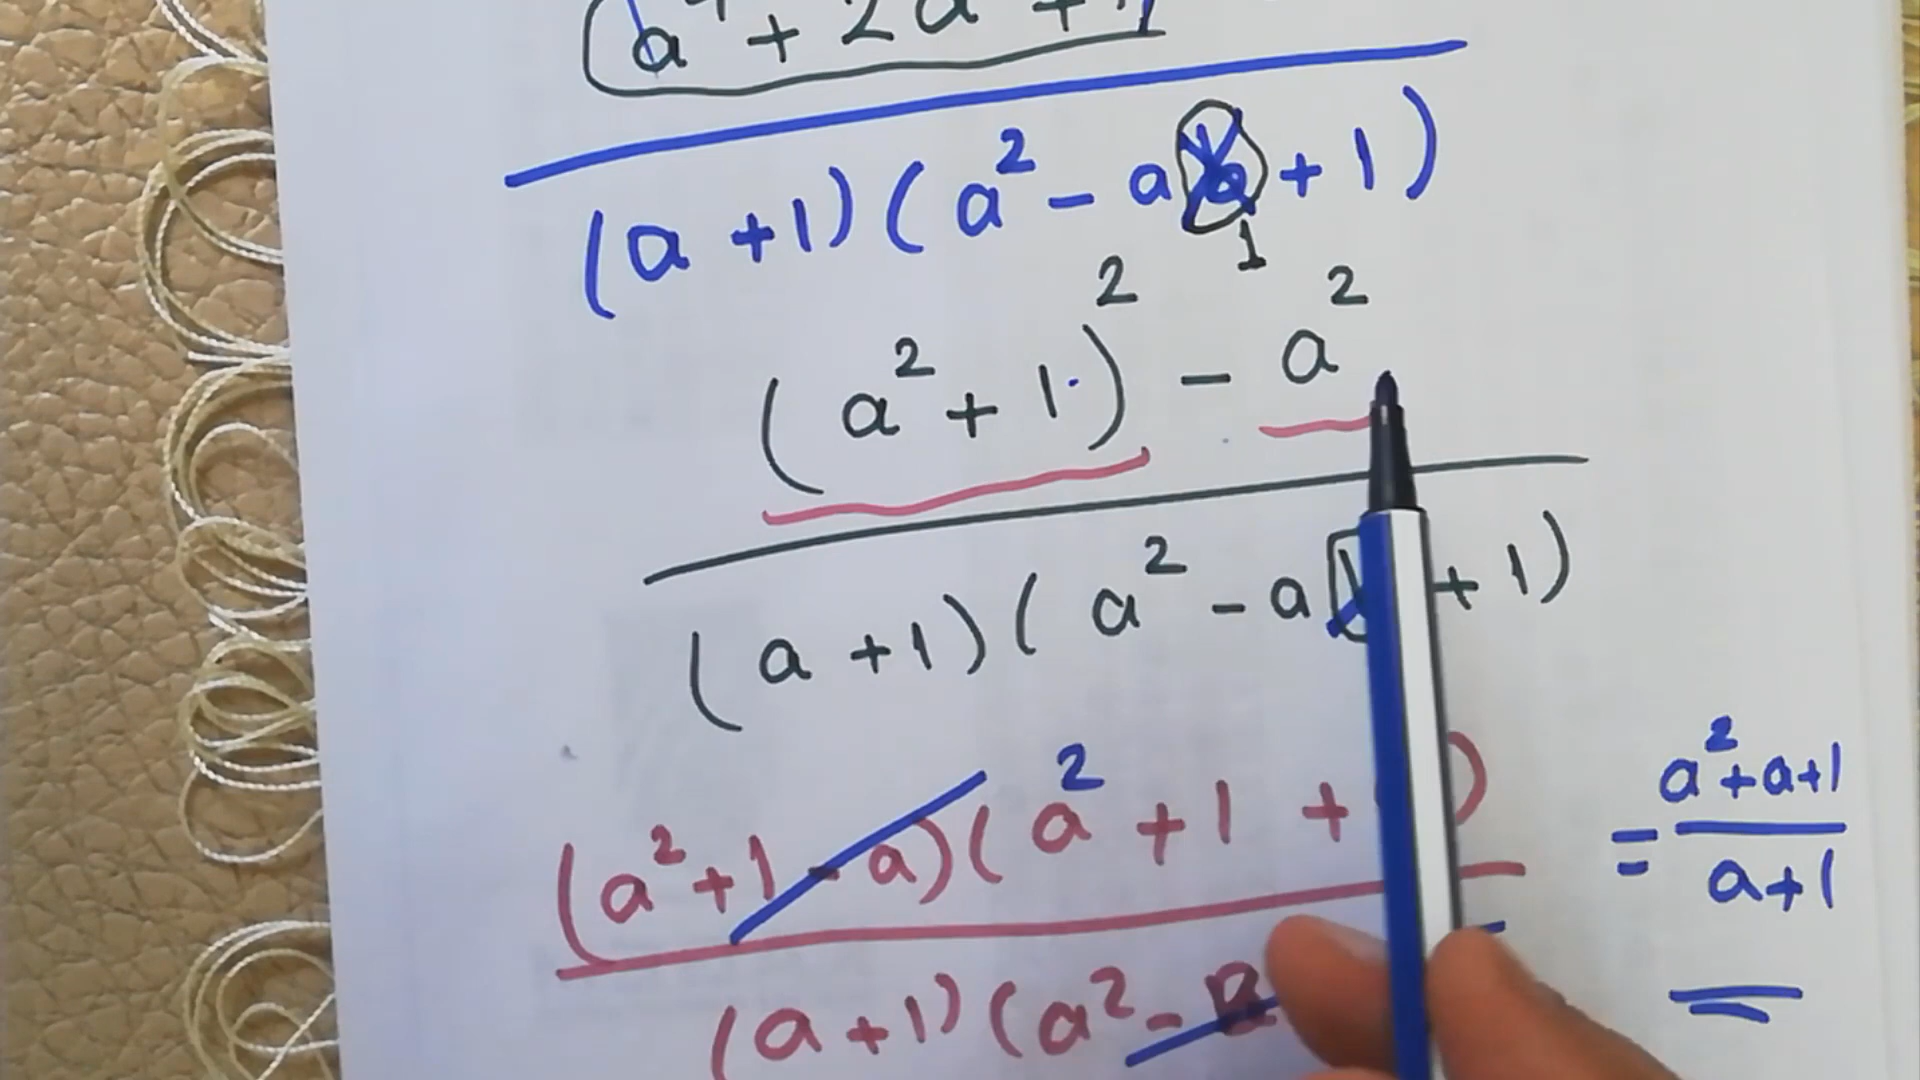 a⁴ + 2a + 1
(a + 1) ( a² - a + 1 )
1
( a² + 1 )² - a²
( a + 1 ) ( a² - a + 1 )
( a² + 1 - a ) ( a² + 1 + )
( a + 1 ) ( a² - a
= a² + a + 1
a + 1